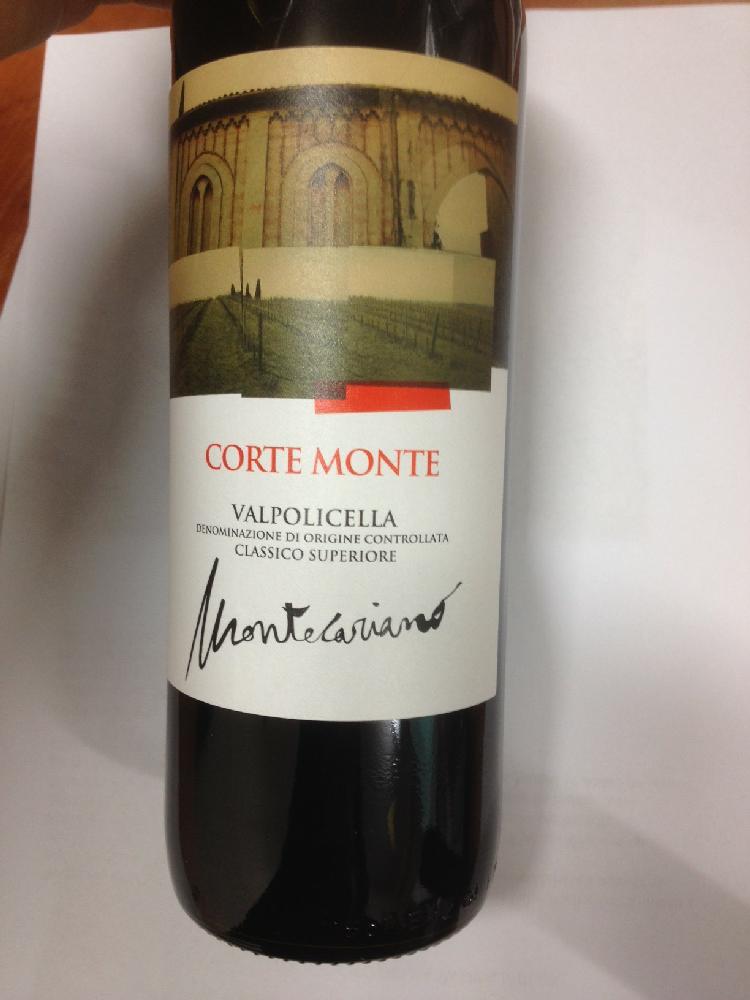 CORTE MONTE
VALPOLICELLA
DENOMINAZIONE DI ORIGINE CONTROLLATA
CLASSICO SUPERIORE
Montecariano